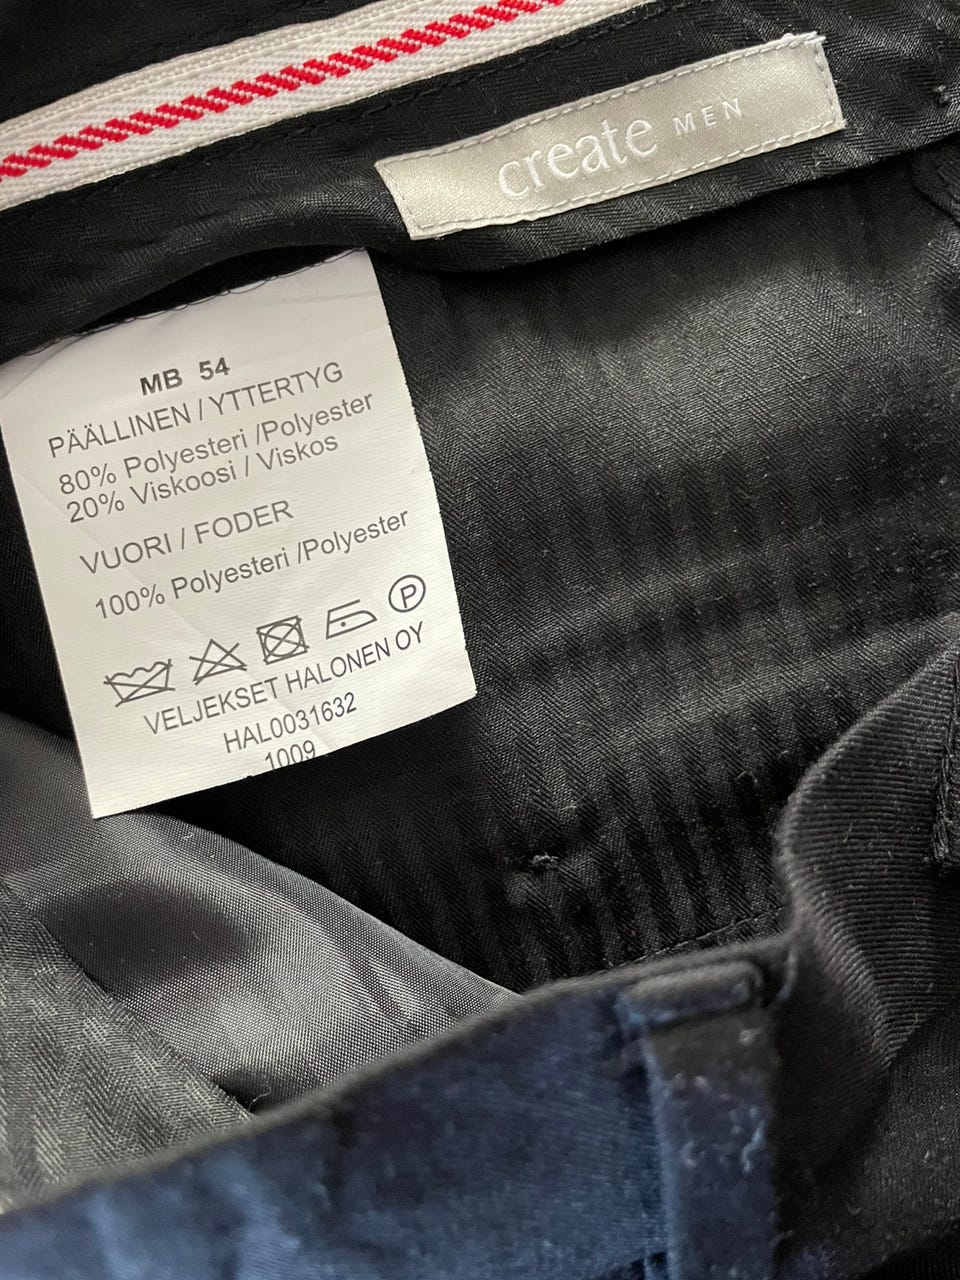 create MEN
MB 54
PÄÄLLINEN / YTTERTYG
80% Polyesteri /Polyester
20% Viskoosi / Viskos
VUORI / FODER
100% Polyesteri /Polyester
P
VELJEKSET HALONEN OY
HAL0031632
1009